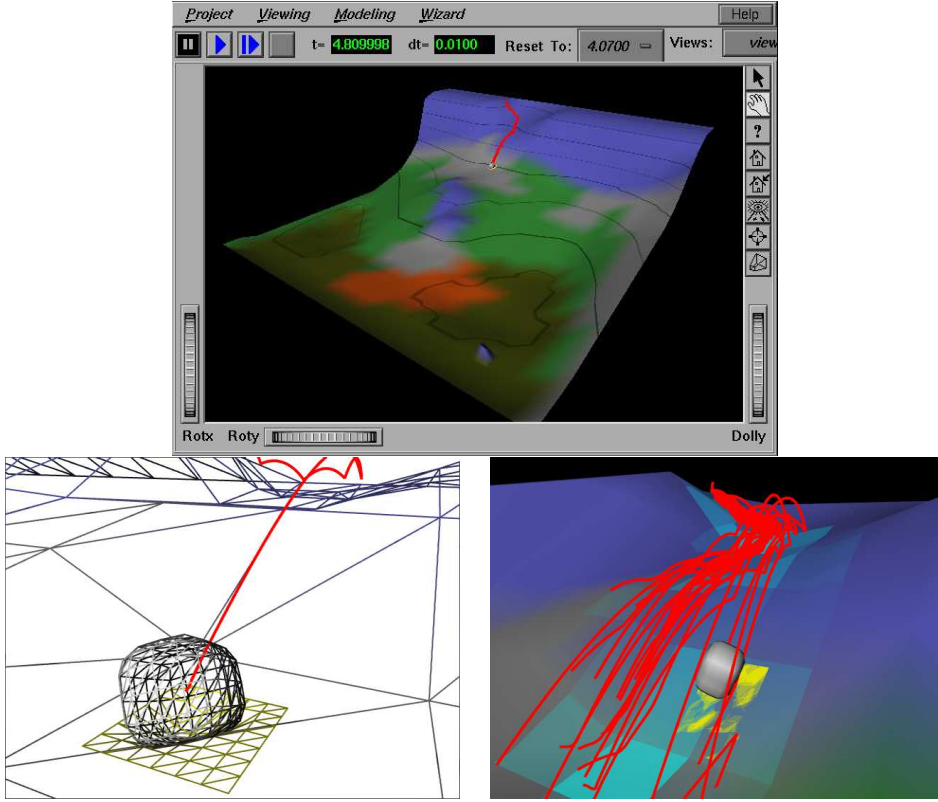 Project Viewing Modeling Wizard Help
t= 4.809998 dt= 0.0100 Reset To: 4.0700 Views: view
?
Rotx Roty Dolly